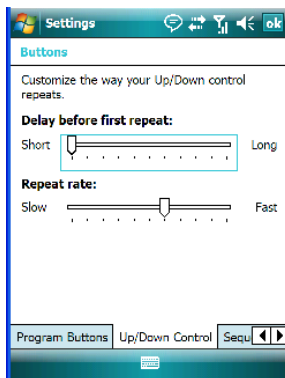 Settings
ok
Buttons
Customize the way your Up/Down control
repeats.
Delay before first repeat:
Short
Long
Repeat rate:
Slow
Fast
Program Buttons
Up/Down Control
Sequ